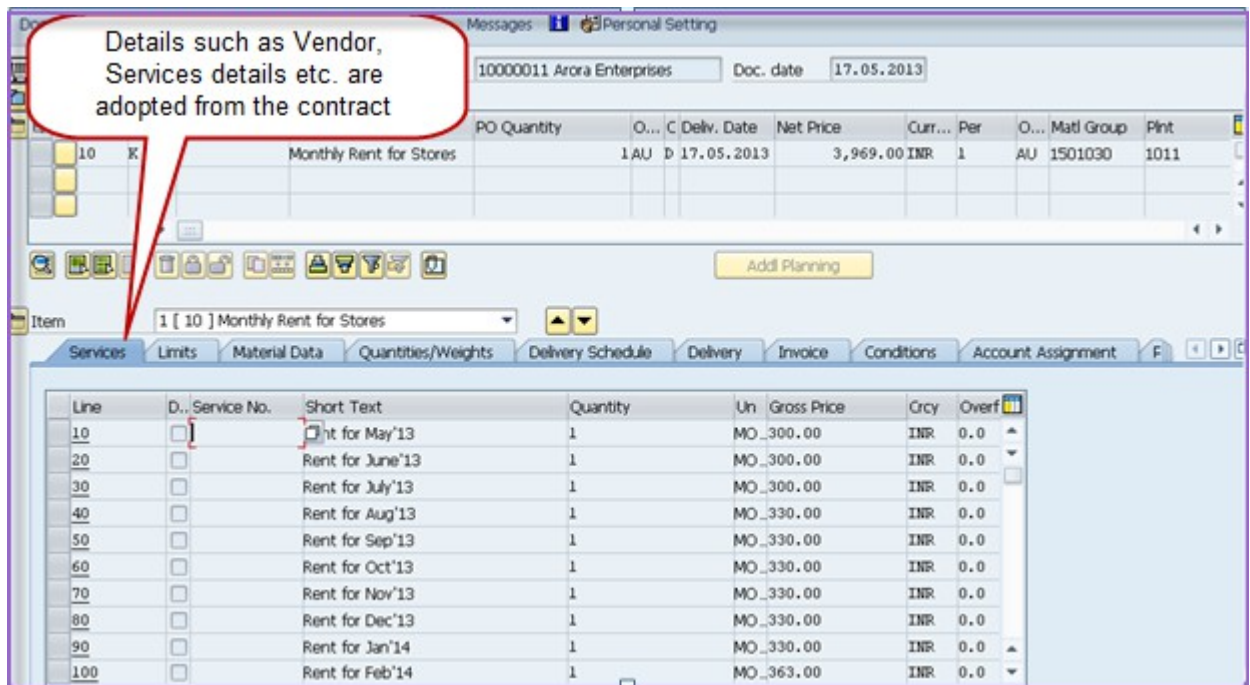 Messages Personal Setting
Details such as Vendor,
Services details etc. are
adopted from the contract
10000011 Arora Enterprises Doc. date 17.05.2013
PO Quantity O... C Deliv. Date Net Price Curr... Per O... Matl Group Plnt
10 K Monthly Rent for Stores 1 AU D 17.05.2013 3,969.00 INR 1 AU 1501030 1011
Addl Planning
Item 1 [ 10 ] Monthly Rent for Stores
Services Limits Material Data Quantities/Weights Delivery Schedule Delivery Invoice Conditions Account Assignment
Line D.. Service No. Short Text Quantity Un Gross Price Crcy Overf
10 nt for May'13 1 MO.. 300.00 INR 0.0
20 Rent for June'13 1 MO.. 300.00 INR 0.0
30 Rent for July'13 1 MO.. 300.00 INR 0.0
40 Rent for Aug'13 1 MO.. 330.00 INR 0.0
50 Rent for Sep'13 1 MO.. 330.00 INR 0.0
60 Rent for Oct'13 1 MO.. 330.00 INR 0.0
70 Rent for Nov'13 1 MO.. 330.00 INR 0.0
80 Rent for Dec'13 1 MO.. 330.00 INR 0.0
90 Rent for Jan'14 1 MO.. 330.00 INR 0.0
100 Rent for Feb'14 1 MO.. 363.00 INR 0.0